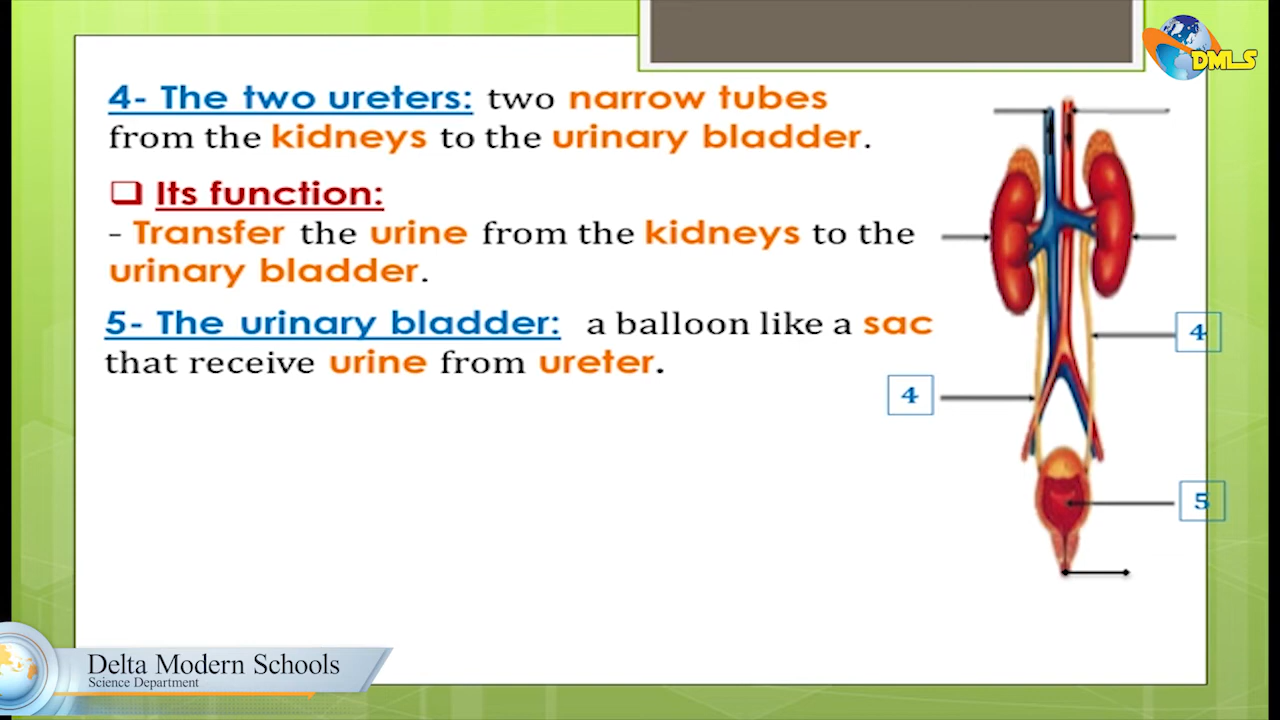 DMLS
4- The two ureters: two narrow tubes
from the kidneys to the urinary bladder.
❑ Its function:
- Transfer the urine from the kidneys to the
urinary bladder.
5- The urinary bladder: a balloon like a sac
that receive urine from ureter.
4
4
5
Delta Modern Schools
Science Department